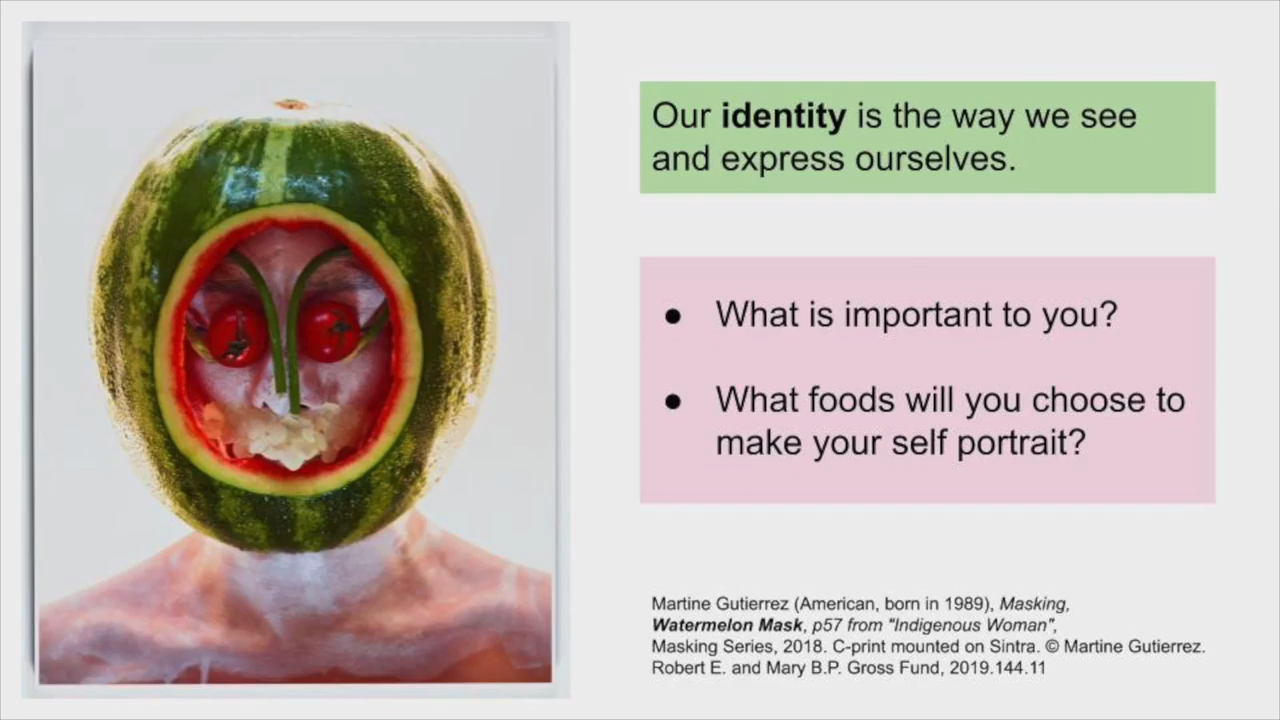 Our identity is the way we see
and express ourselves.
● What is important to you?
● What foods will you choose to
make your self portrait?
Martine Gutierrez (American, born in 1989), Masking,
Watermelon Mask, p57 from "Indigenous Woman",
Masking Series, 2018. C-print mounted on Sintra. © Martine Gutierrez.
Robert E. and Mary B.P. Gross Fund, 2019.144.11